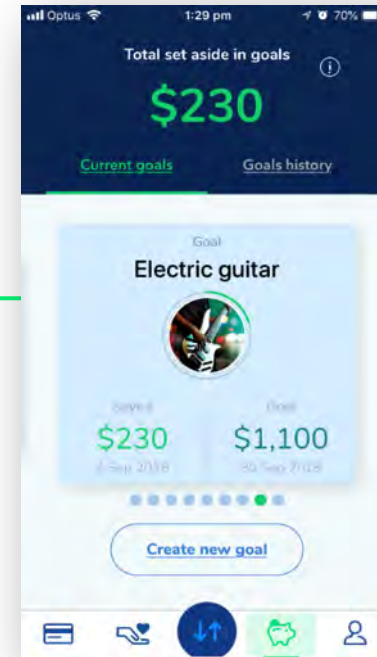 Optus 1:29 pm 70%
Total set aside in goals
$230
Current goals Goals history
Goal
Electric guitar
Saved Goal
$230 $1,100
Sep 2018 30 Sep 2018
Create new goal